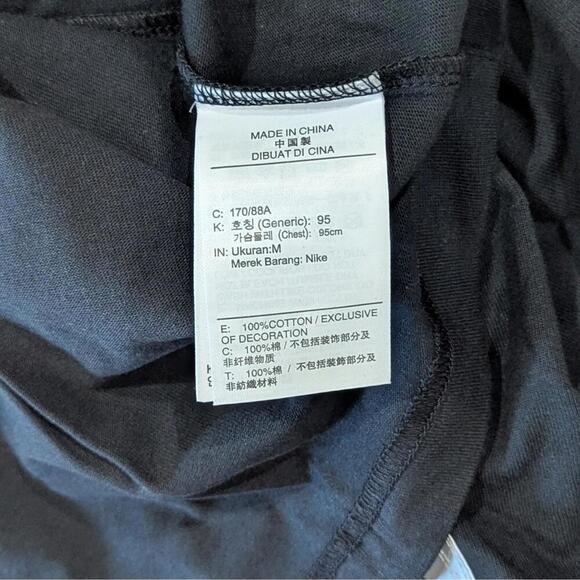 MADE IN CHINA
中国製
DIBUAT DI CINA
C: 170/88A
K: 호칭 (Generic): 95
가슴둘레 (Chest): 95cm
IN: Ukuran:M
Merek Barang: Nike
E: 100%COTTON / EXCLUSIVE
OF DECORATION
C: 100%棉 / 不包括装饰部分及
非纤维物质
T: 100%棉 / 不包括裝飾部分及
非紡織材料